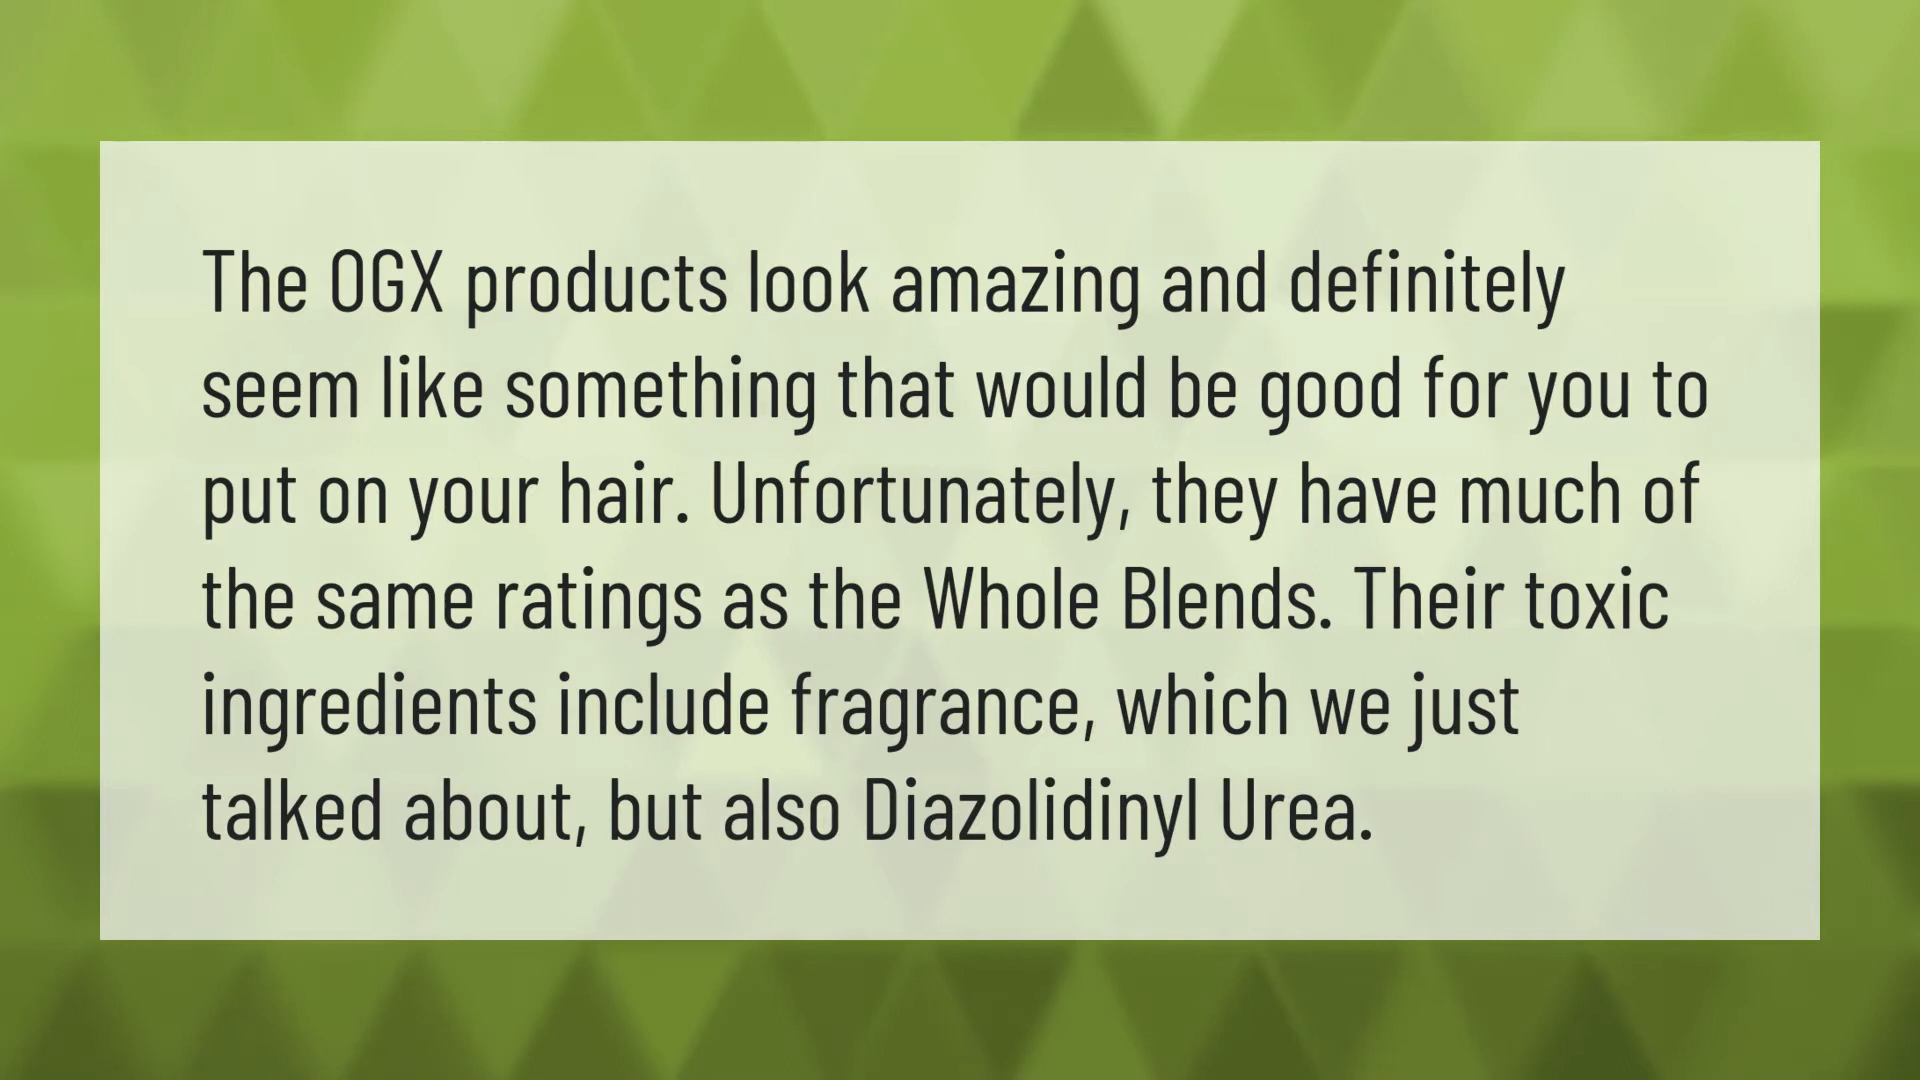 The OGX products look amazing and definitely
seem like something that would be good for you to
put on your hair. Unfortunately, they have much of
the same ratings as the Whole Blends. Their toxic
ingredients include fragrance, which we just
talked about, but also Diazolidinyl Urea.